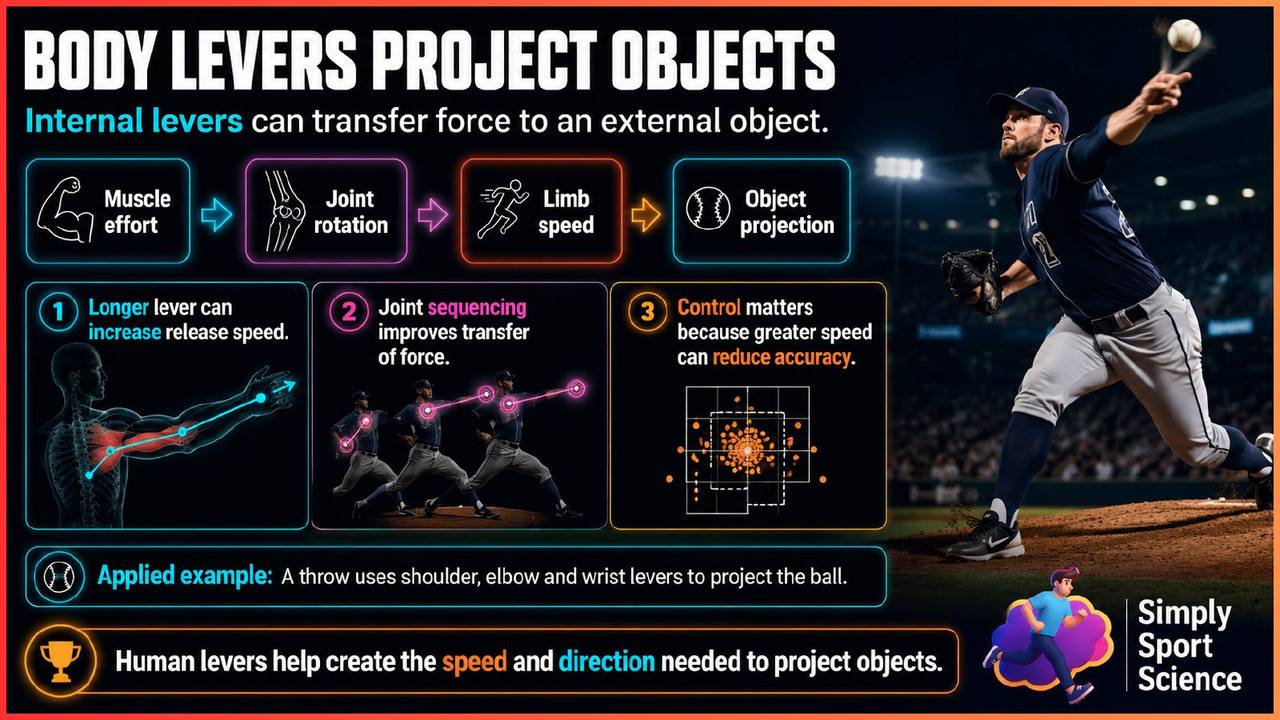 BODY LEVERS PROJECT OBJECTS
Internal levers can transfer force to an external object.
Muscle
effort
Joint
rotation
Limb
speed
Object
projection
1 Longer lever can
increase release speed.
2 Joint sequencing
improves transfer
of force.
3 Control matters
because greater speed
can reduce accuracy.
Applied example: A throw uses shoulder, elbow and wrist levers to project the ball.
Human levers help create the speed and direction needed to project objects.
Simply
Sport
Science